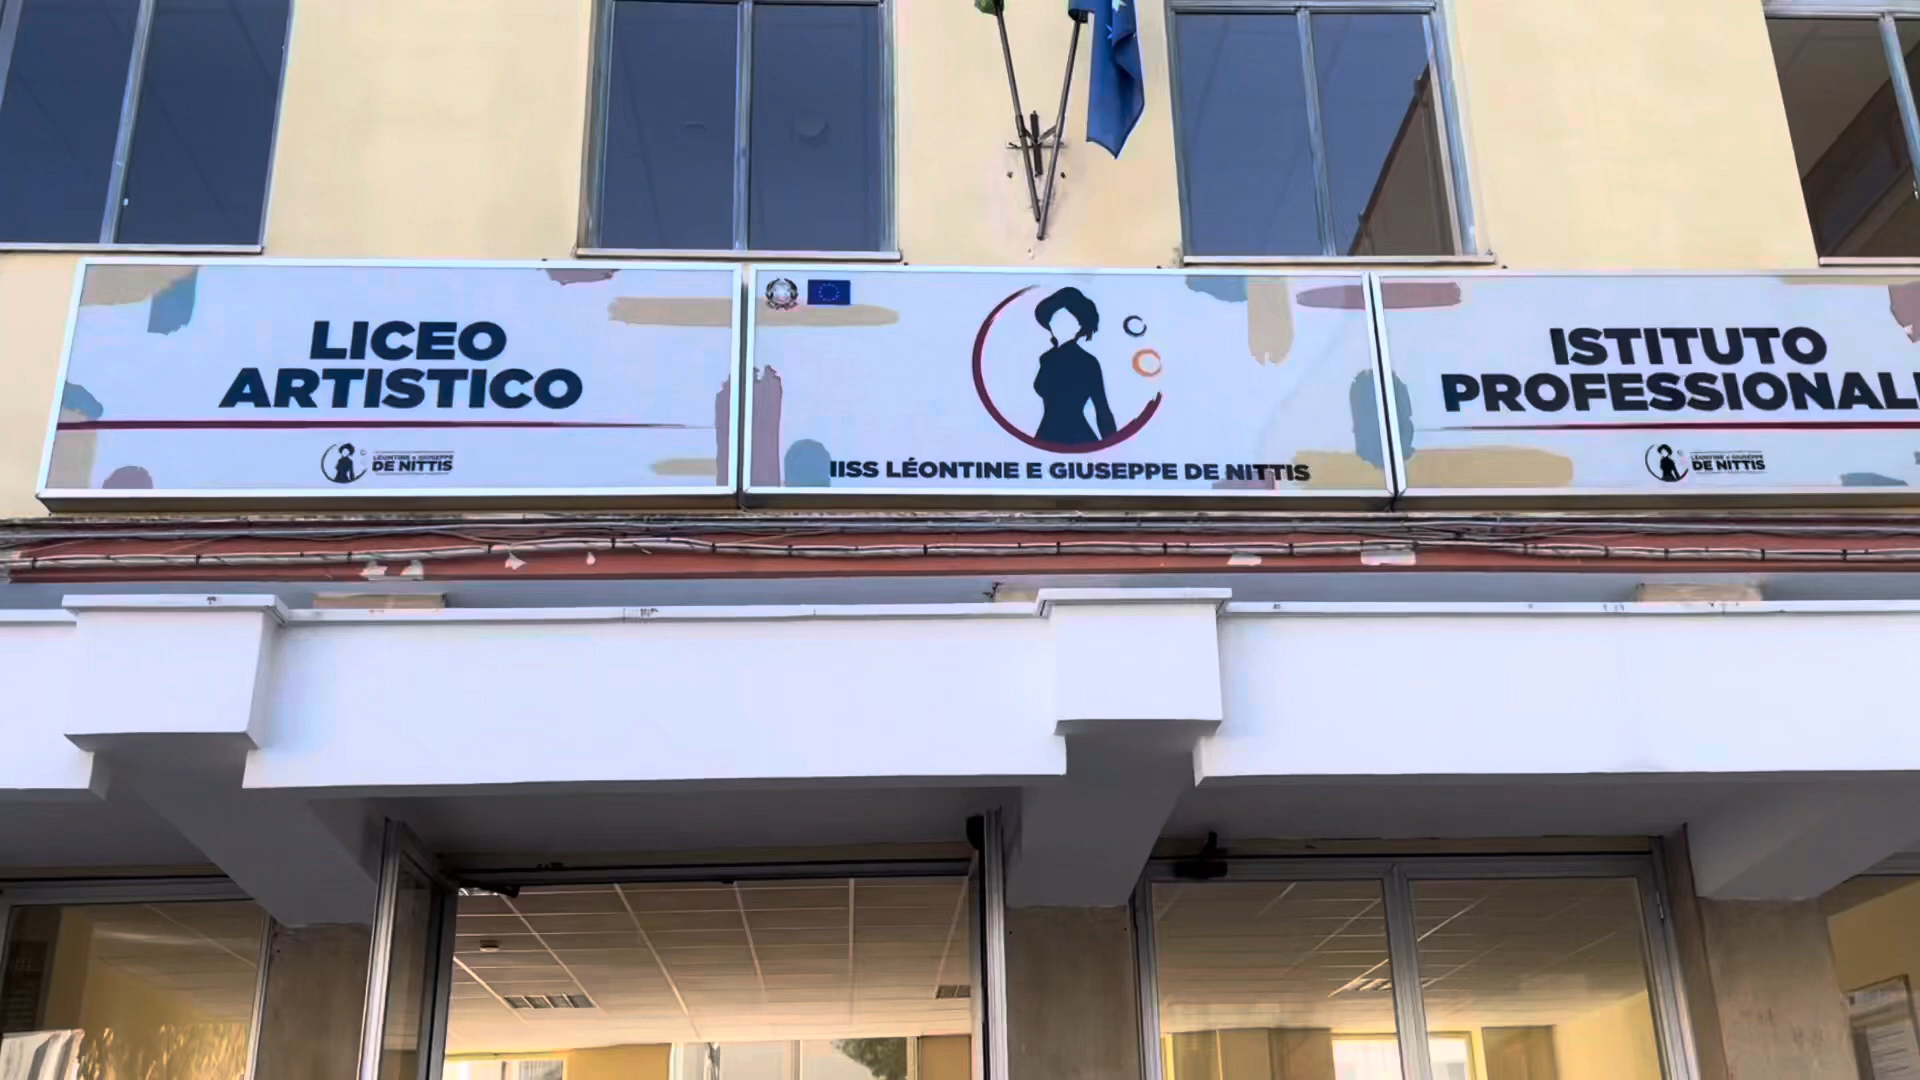 LICEO
ARTISTICO
LÉONTINE E GIUSEPPE
DE NITTIS
IISS LÉONTINE E GIUSEPPE DE NITTIS
ISTITUTO
PROFESSIONAL
LÉONTINE E GIUSEPPE
DE NITTIS